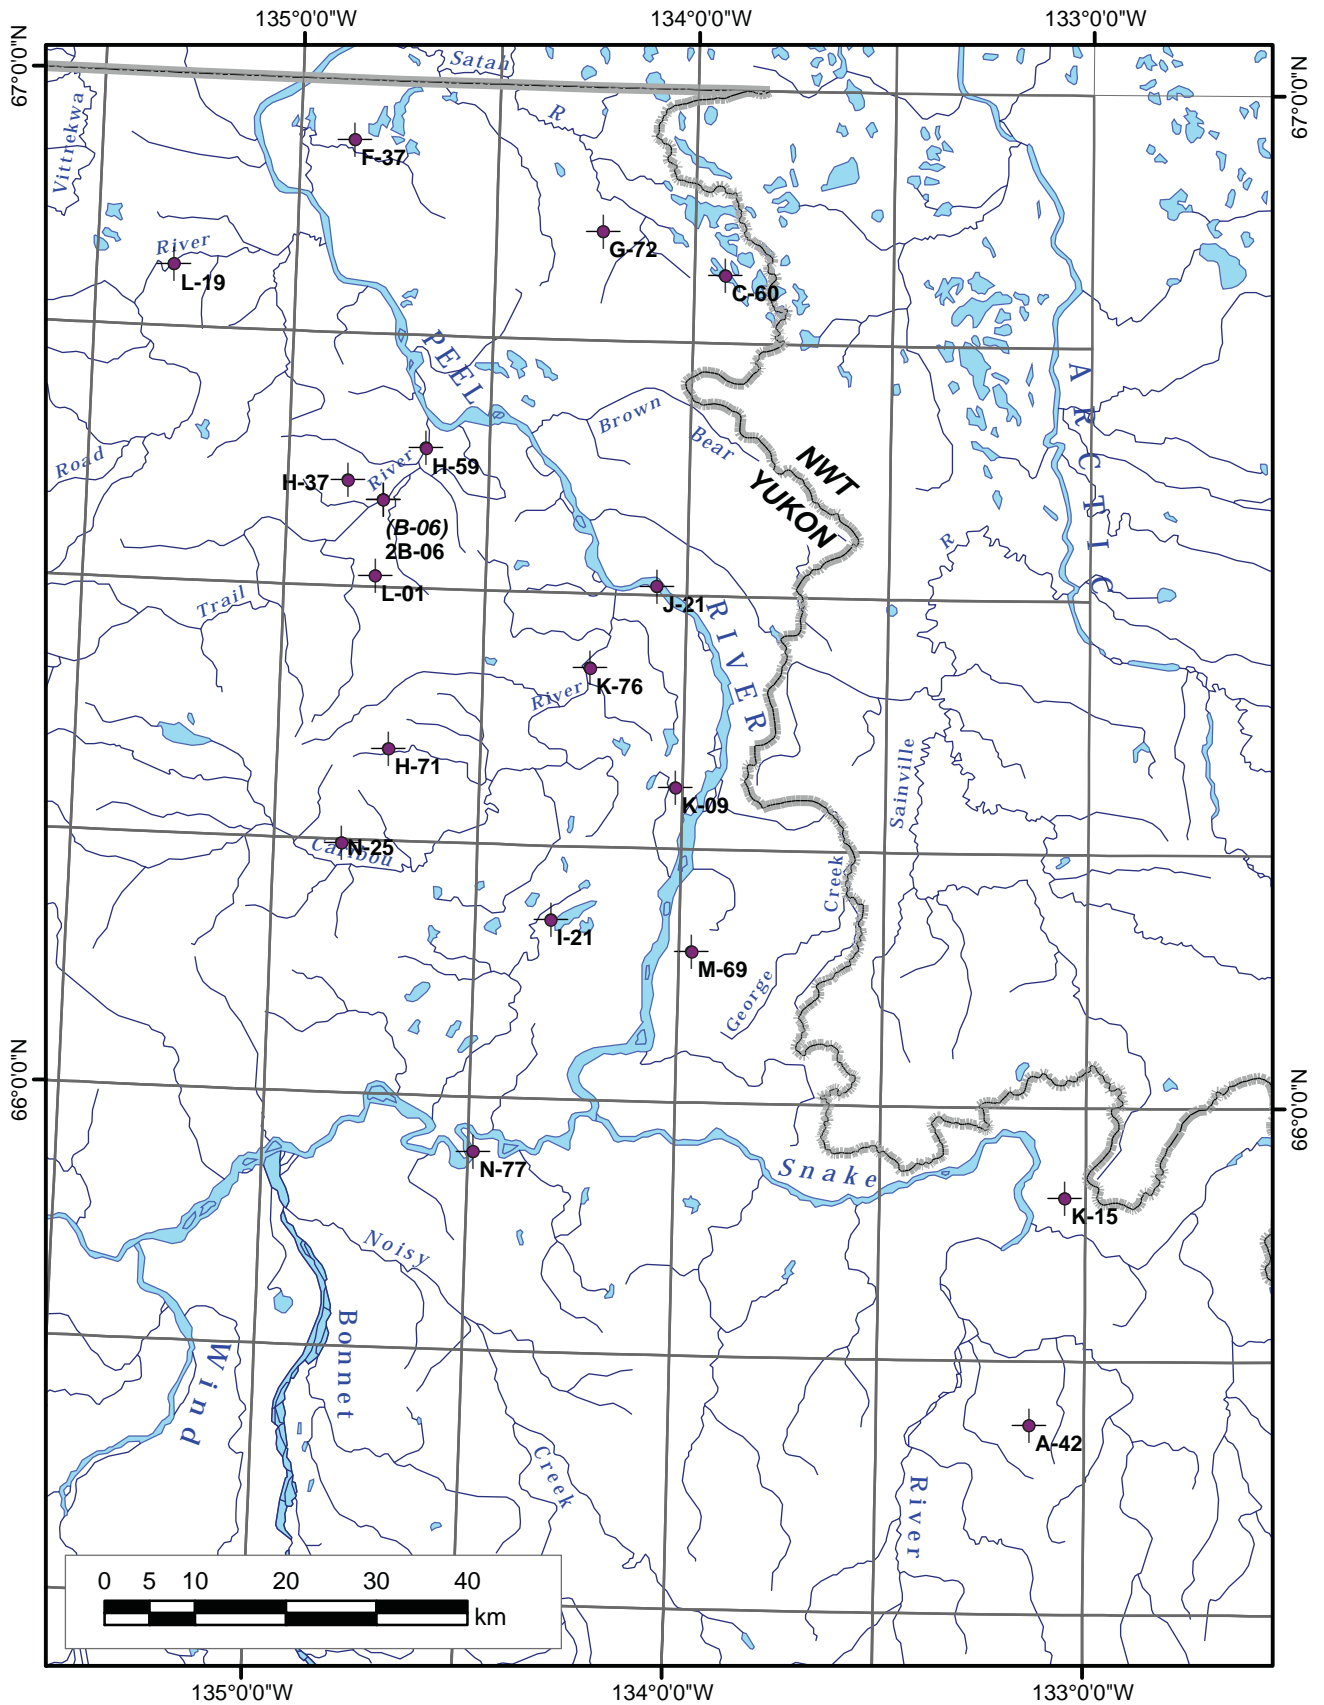 135°0'0"W
134°0'0"W
133°0'0"W
67°0'0"N
67°0'0"N
Satah
R
Vittrekwa
F-37
River
L-19
G-72
C-60
PEEL
ARCTIC
Brown
Bear
NWT
YUKON
Road
River
H-59
H-37
(B-06)
2B-06
R
L-01
Trail
J-21
RIVER
K-76
River
H-71
K-09
Sainville
N-25
Caribou
Creek
I-21
M-69
George
66°0'0"N
66°0'0"N
N-77
Snake
K-15
Noisy
Bonnet
Wind
A-42
Creek
River
0 5 10 20 30 40
km
135°0'0"W
134°0'0"W
133°0'0"W